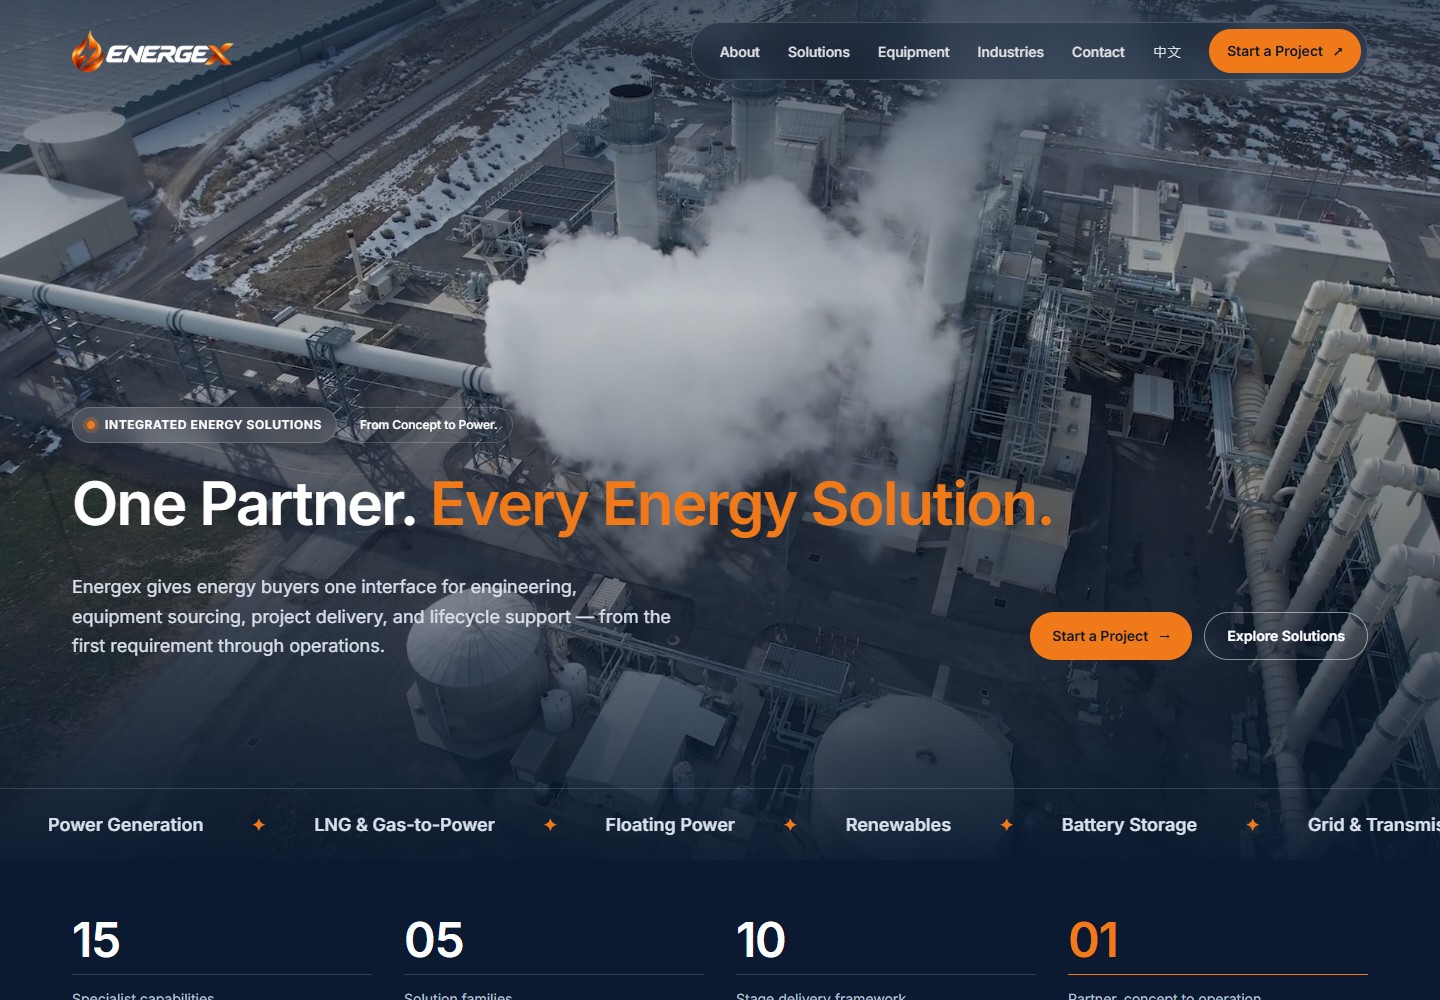 ENERGEX
About
Solutions
Equipment
Industries
Contact
中文
Start a Project ↗
INTEGRATED ENERGY SOLUTIONS
From Concept to Power.
One Partner. Every Energy Solution.
Energex gives energy buyers one interface for engineering,
equipment sourcing, project delivery, and lifecycle support — from the
first requirement through operations.
Start a Project →
Explore Solutions
Power Generation ✦ LNG & Gas-to-Power ✦ Floating Power ✦ Renewables ✦ Battery Storage ✦ Grid & Transmis
15
05
10
01
Specialist capabilities
Solution families
Stage delivery framework
Partner, concept to operation